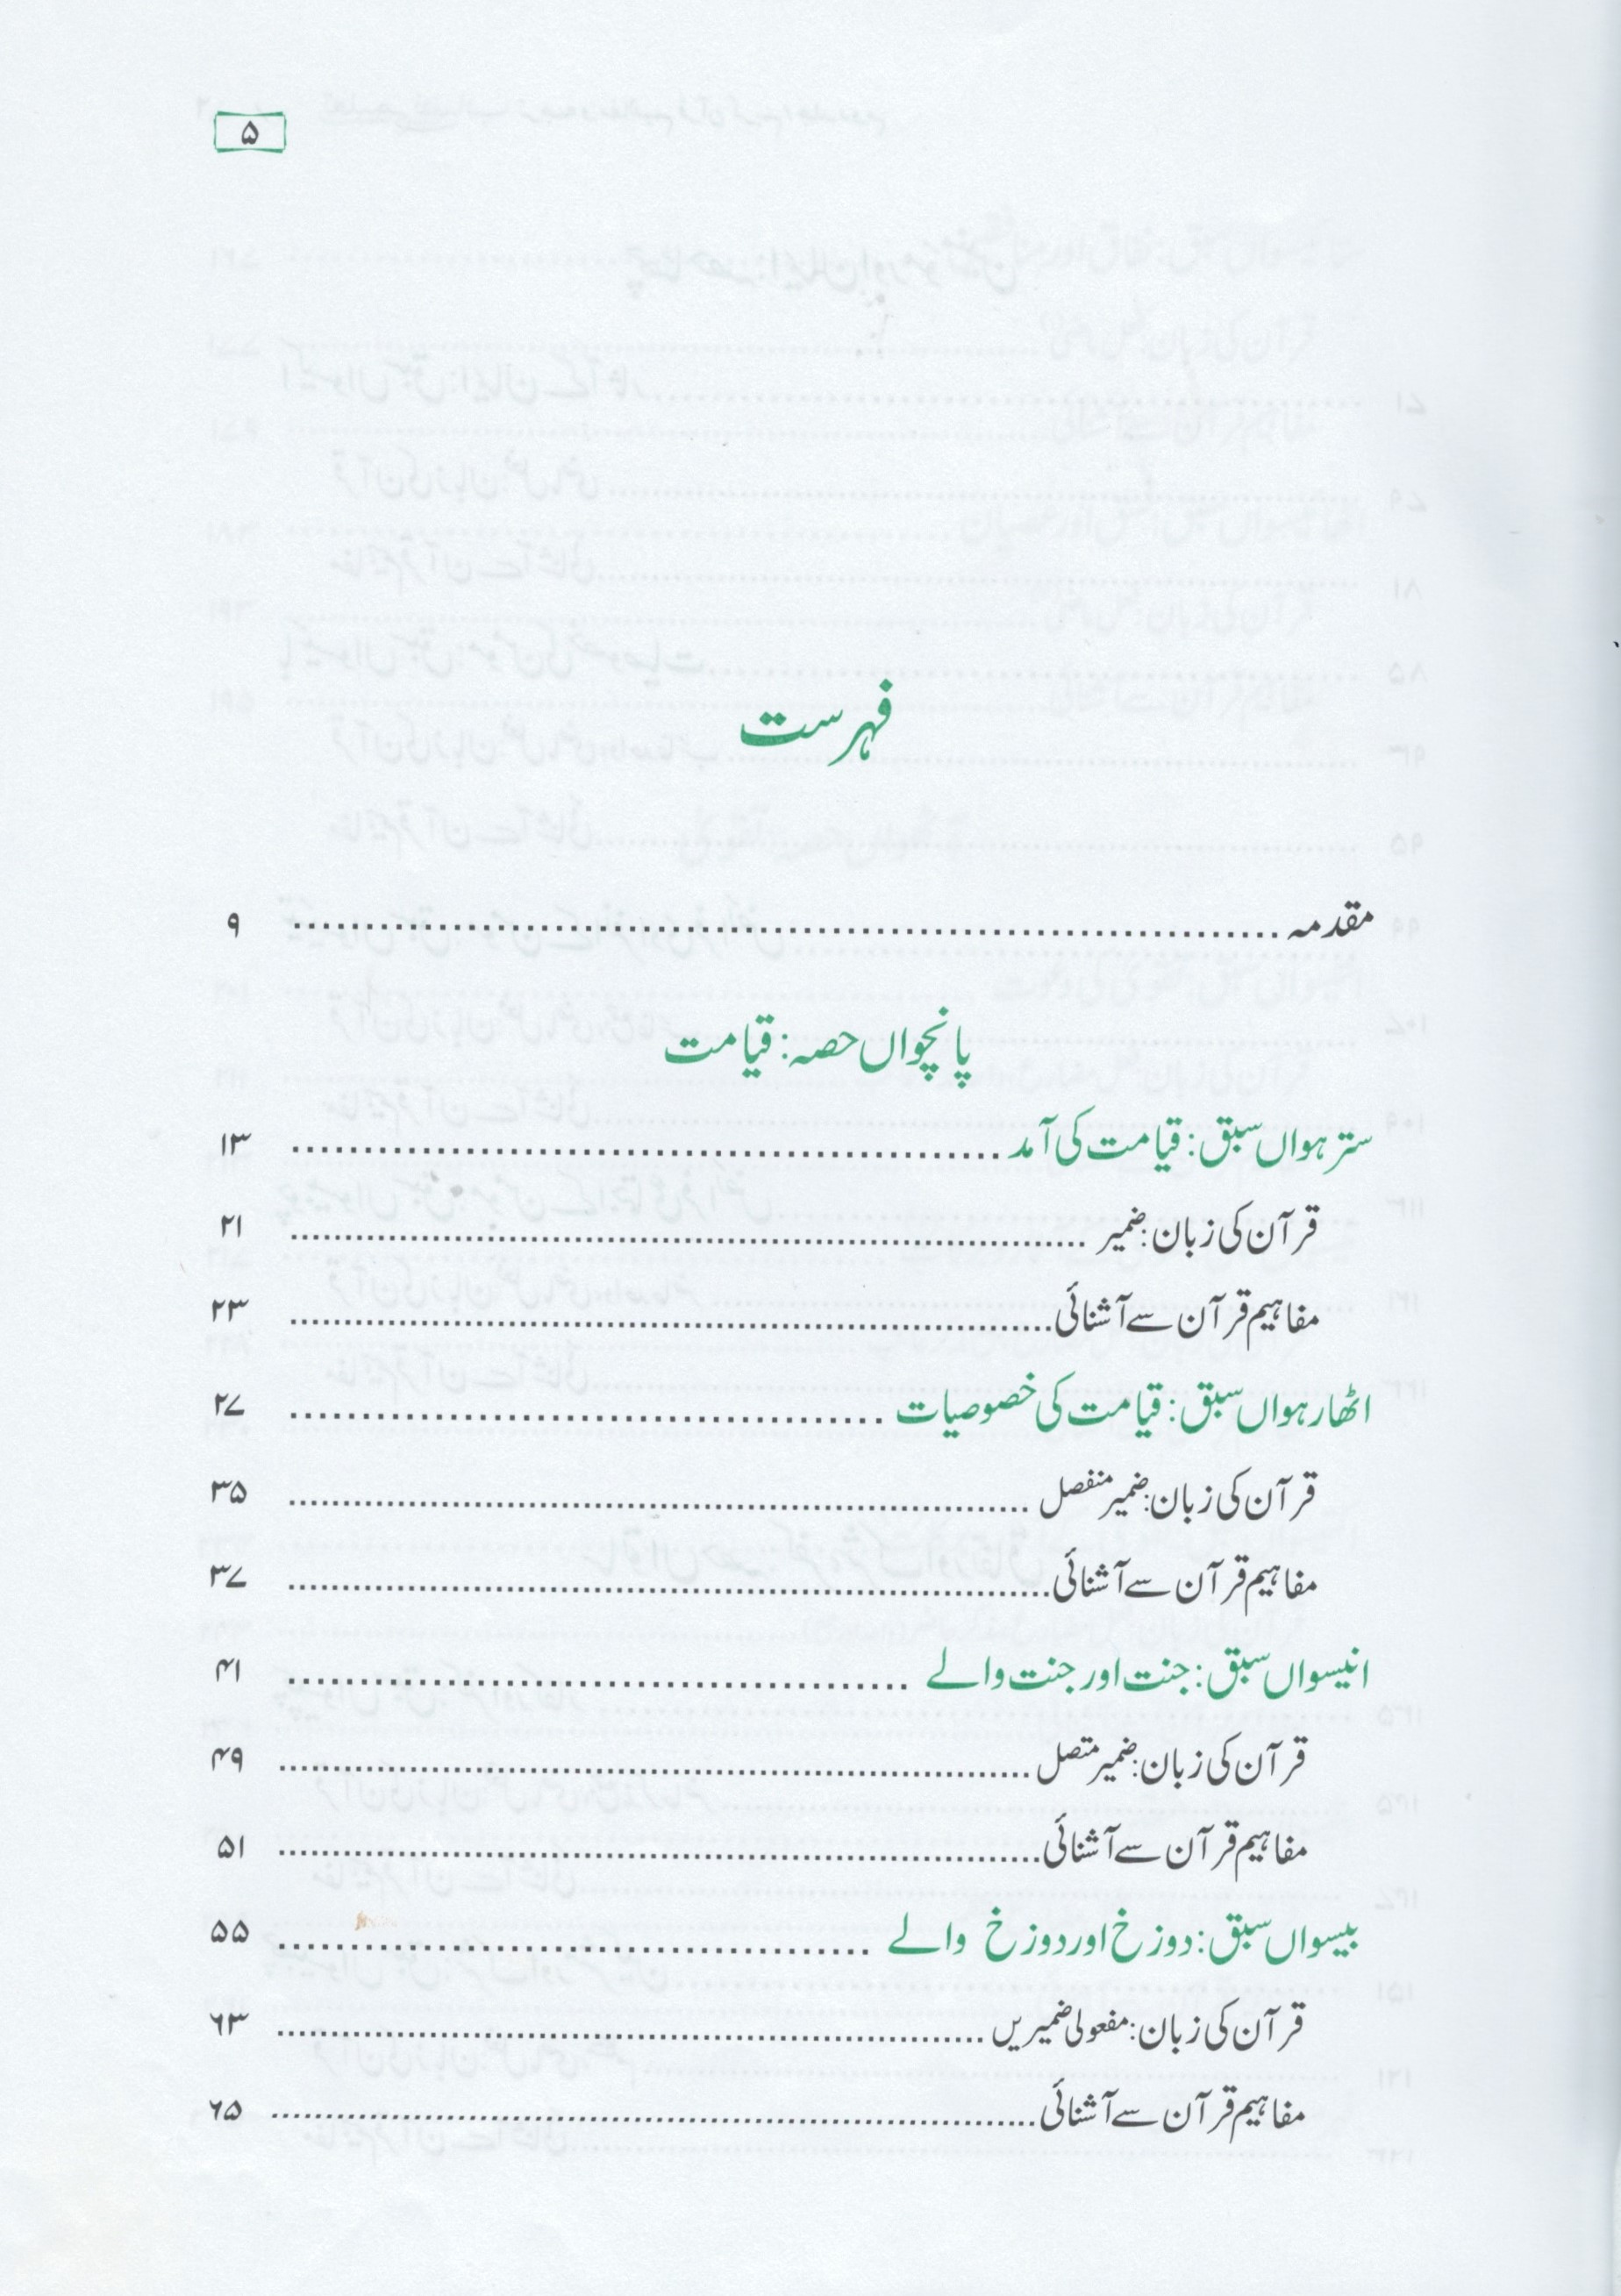 ۵
فہرست
مقدمہ ........................................ ۹
پانچواں حصہ: قیامت
سترہواں سبق: قیامت کی آمد ........................................ ۱۳
قرآن کی زبان: ضمیر ........................................ ۲۱
مفاہیم قرآن سے آشنائی ........................................ ۲۳
اٹھارہواں سبق: قیامت کی خصوصیات ........................................ ۲۷
قرآن کی زبان: ضمیر منفصل ........................................ ۳۵
مفاہیم قرآن سے آشنائی ........................................ ۳۷
انیسواں سبق: جنت اور جنت والے ........................................ ۴۱
قرآن کی زبان: ضمیر متصل ........................................ ۴۹
مفاہیم قرآن سے آشنائی ........................................ ۵۱
بیسواں سبق: دوزخ اور دوزخ والے ........................................ ۵۵
قرآن کی زبان: مفعولی ضمیریں ........................................ ۶۳
مفاہیم قرآن سے آشنائی ........................................ ۶۵